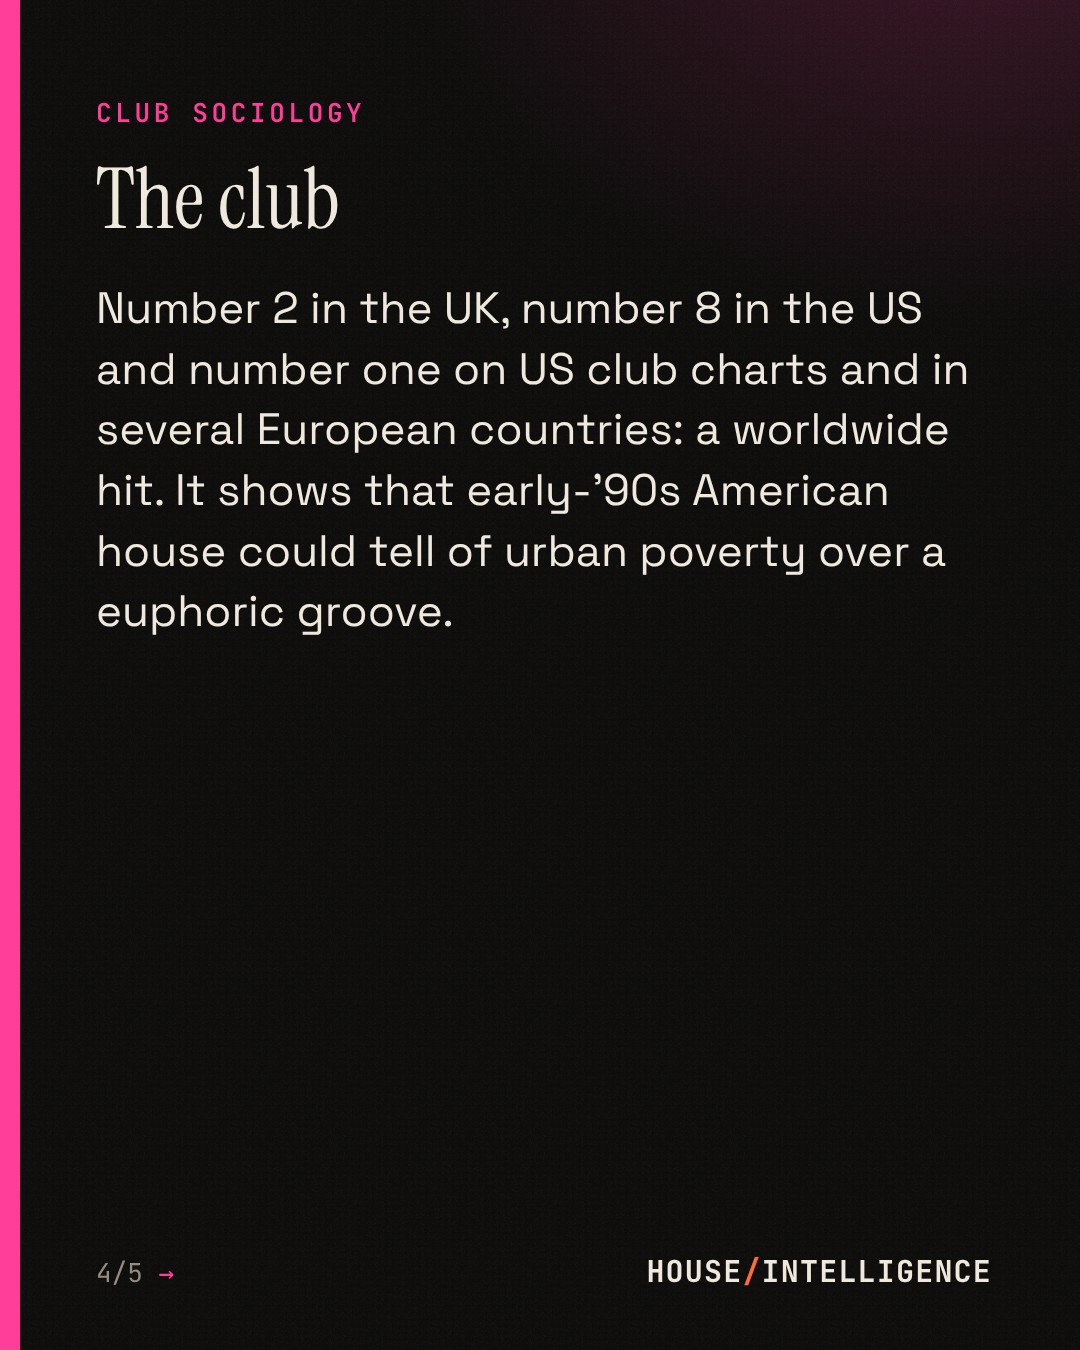 CLUB SOCIOLOGY
The club
Number 2 in the UK, number 8 in the US
and number one on US club charts and in
several European countries: a worldwide
hit. It shows that early-’90s American
house could tell of urban poverty over a
euphoric groove.
4/5 →
HOUSE/INTELLIGENCE